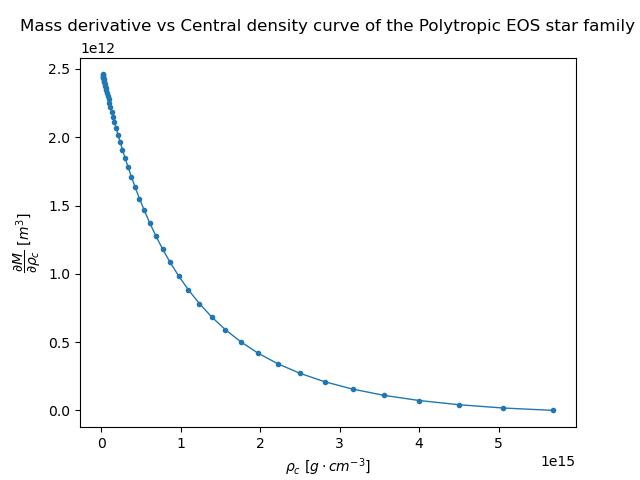 Mass derivative vs Central density curve of the Polytropic EOS star family
1e12
2.5
2.0
1.5
1.0
0.5
0.0
∂M/∂ρc [m³]
0 1 2 3 4 5
1e15
ρc [g · cm⁻³]